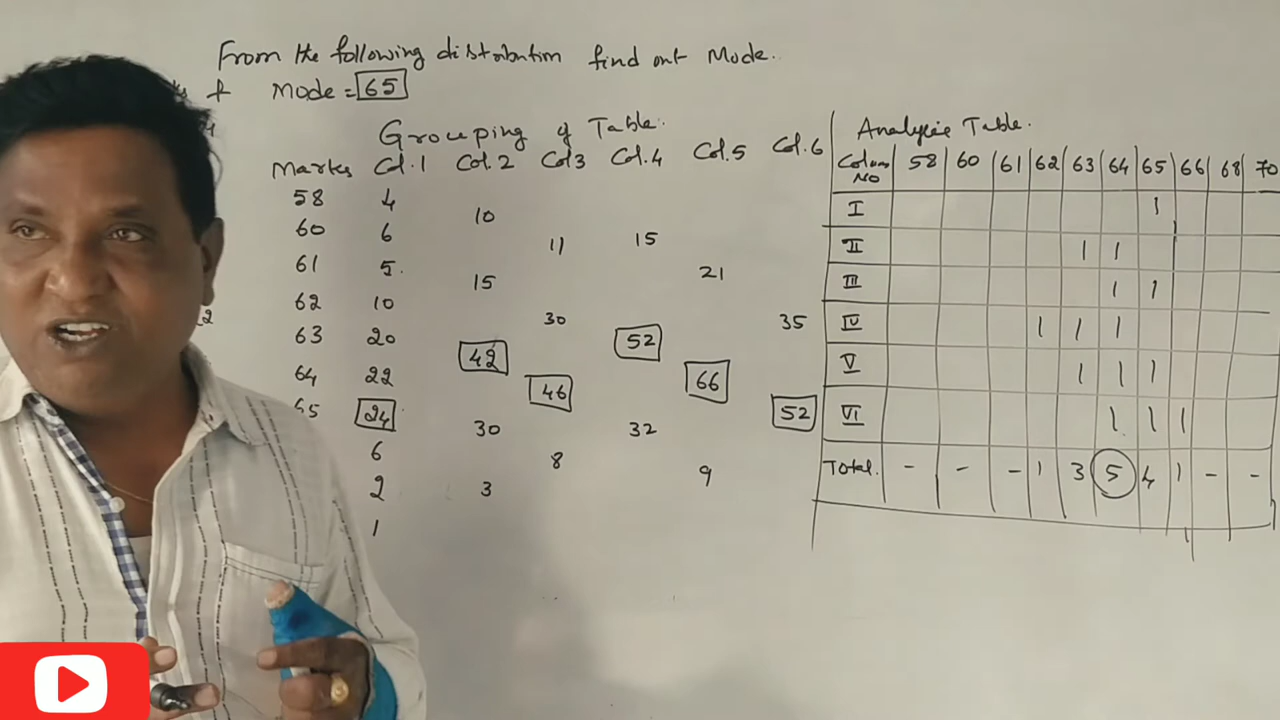 From the following distribution find out Mode.
f Mode = 65
Grouping of Table. Analysis Table.
Marks Col.1 Col.2 Col3 Col.4 Col.5 Col.6
Column NO 58 60 61 62 63 64 65 66 68 70
58 4
10
60 6
11 15
61 5
15 21
62 10
30 35
63 20
42 52
64 22
46 66
65 24
30 32 52
6
8 9
2
3
1
I 1
II 1 1
III 1 1
IV 1 1 1
V 1 1 1
VI 1 1 1
Total. - - - 1 3 5 4 1 - -